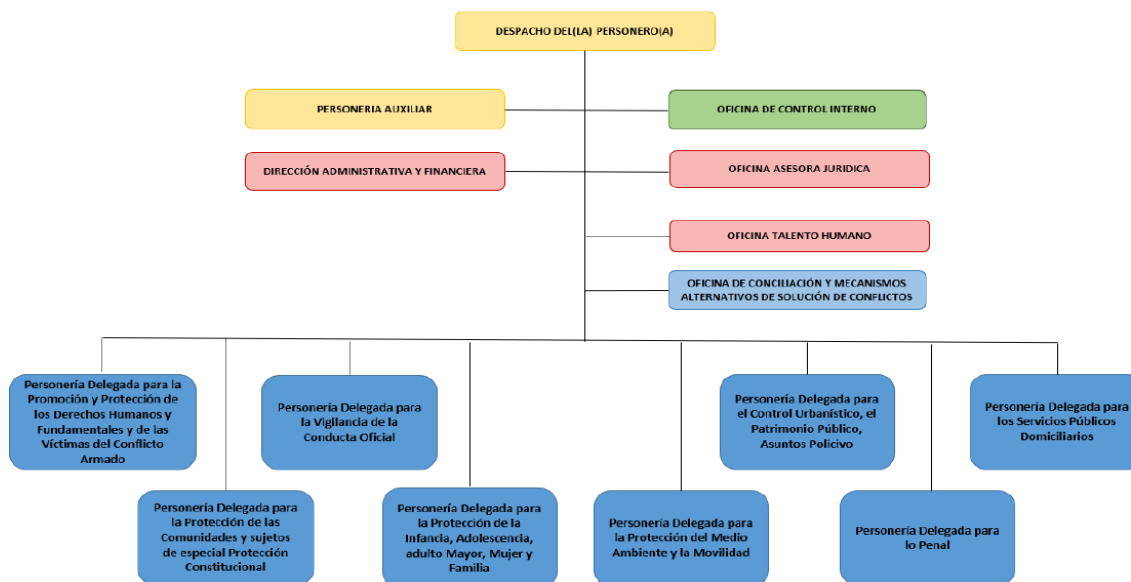 DESPACHO DEL(LA) PERSONERO(A)
PERSONERIA AUXILIAR
OFICINA DE CONTROL INTERNO
DIRECCIÓN ADMINISTRATIVA Y FINANCIERA
OFICINA ASESORA JURIDICA
OFICINA TALENTO HUMANO
OFICINA DE CONCILIACIÓN Y MECANISMOS
ALTERNATIVOS DE SOLUCIÓN DE CONFLICTOS
Personería Delegada para la
Promoción y Protección de
los Derechos Humanos y
Fundamentales y de las
Víctimas del Conflicto
Armado
Personería Delegada para
la Vigilancia de la
Conducta Oficial
Personería Delegada para
el Control Urbanístico, el
Patrimonio Público,
Asuntos Policivo
Personería Delegada para
los Servicios Públicos
Domiciliarios
Personería Delegada para
la Protección de las
Comunidades y sujetos
de especial Protección
Constitucional
Personería Delegada para
la Protección de la
Infancia, Adolescencia,
adulto Mayor, Mujer y
Familia
Personería Delegada para
la Protección del Medio
Ambiente y la Movilidad
Personería Delegada para
lo Penal